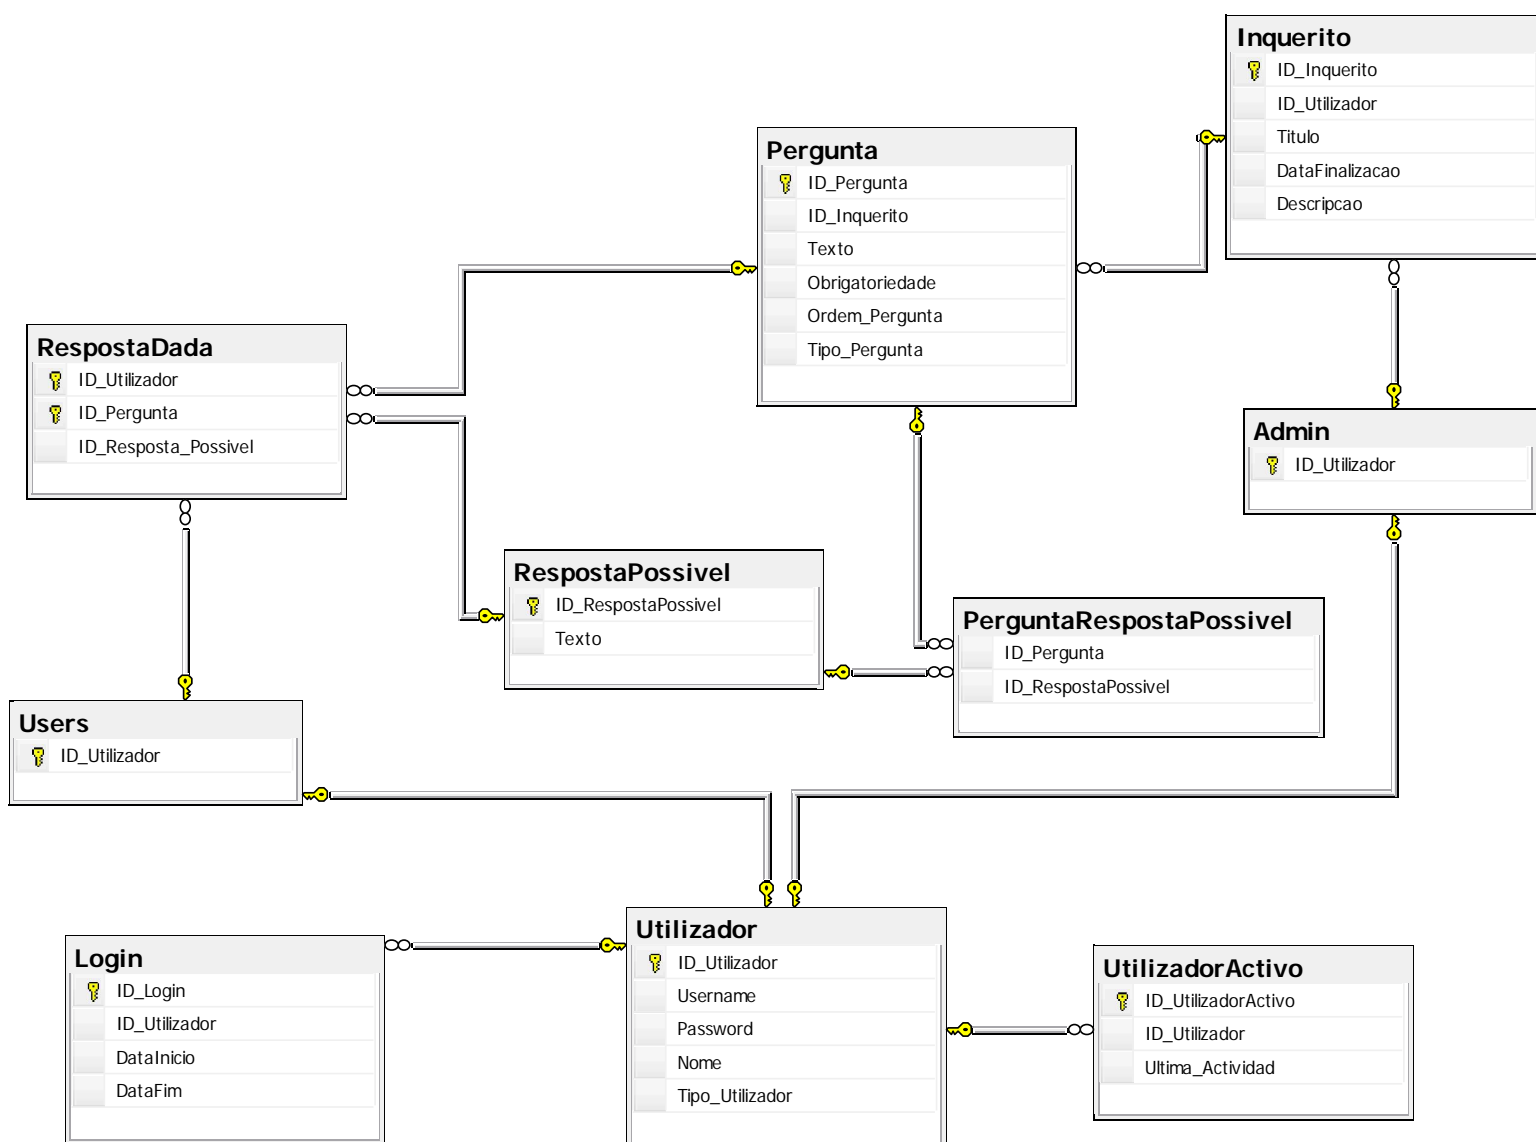 Inquerito
ID_Inquerito
ID_Utilizador
Titulo
DataFinalizacao
Descripcao
Pergunta
ID_Pergunta
ID_Inquerito
Texto
Obrigatoriedade
Ordem_Pergunta
Tipo_Pergunta
RespostaDada
ID_Utilizador
ID_Pergunta
ID_Resposta_Possivel
Admin
ID_Utilizador
RespostaPossivel
ID_RespostaPossivel
Texto
PerguntaRespostaPossivel
ID_Pergunta
ID_RespostaPossivel
Users
ID_Utilizador
Login
ID_Login
ID_Utilizador
DataInicio
DataFim
Utilizador
ID_Utilizador
Username
Password
Nome
Tipo_Utilizador
UtilizadorActivo
ID_UtilizadorActivo
ID_Utilizador
Ultima_Actividad